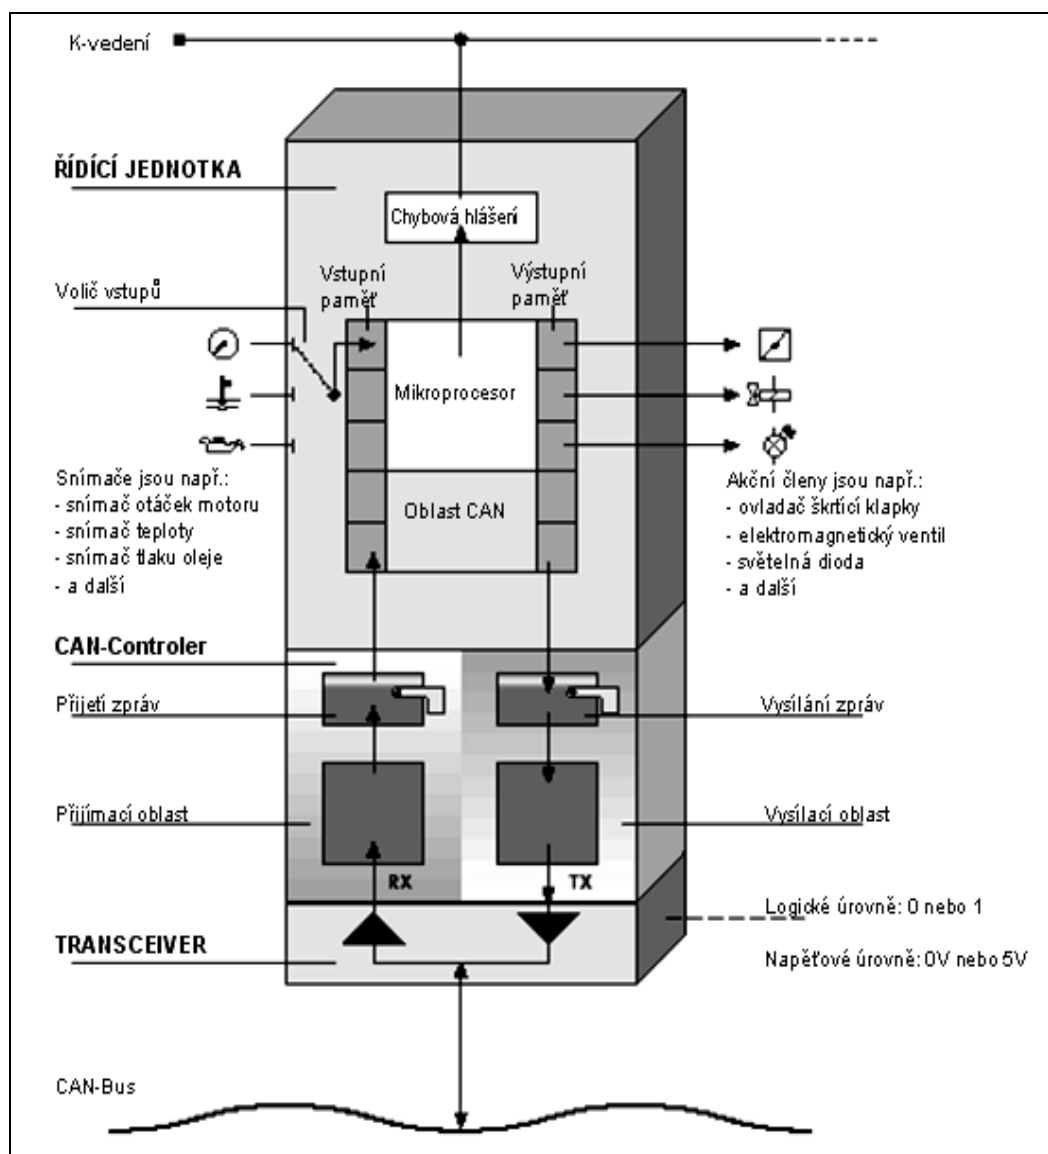 K-vedení
ŘÍDÍCÍ JEDNOTKA
Chybová hlášení
Volič vstupů
Vstupní
paměť
Výstupní
paměť
Mikroprocesor
Oblast CAN
Snímače jsou např.:
- snímač otáček motoru
- snímač teploty
- snímač tlaku oleje
- a další
Akční členy jsou např.:
- ovladač škrtící klapky
- elektromagnetický ventil
- světelná dioda
- a další
CAN-Controler
Přijetí zpráv
Vysílání zpráv
Přijímací oblast
Vysílací oblast
RX
TX
Logické úrovně: 0 nebo 1
TRANSCEIVER
Napěťové úrovně: 0V nebo 5V
CAN-Bus